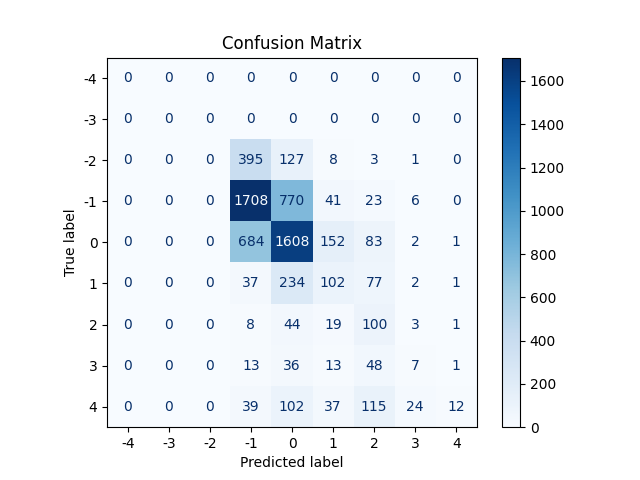 Confusion Matrix
True label
-4 0 0 0 0 0 0 0 0 0
-3 0 0 0 0 0 0 0 0 0
-2 0 0 0 395 127 8 3 1 0
-1 0 0 0 1708 770 41 23 6 0
0 0 0 0 684 1608 152 83 2 1
1 0 0 0 37 234 102 77 2 1
2 0 0 0 8 44 19 100 3 1
3 0 0 0 13 36 13 48 7 1
4 0 0 0 39 102 37 115 24 12
-4 -3 -2 -1 0 1 2 3 4
Predicted label
1600
1400
1200
1000
800
600
400
200
0